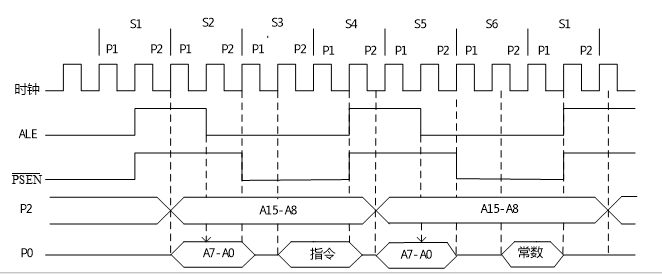 S1 S2 S3 S4 S5 S6 S1
P1 P2 P1 P2 P1 P2 P1 P2 P1 P2 P1 P2 P1 P2
时钟
ALE
PSEN
P2 A15-A8 A15-A8
P0 A7-A0 指令 A7-A0 常数